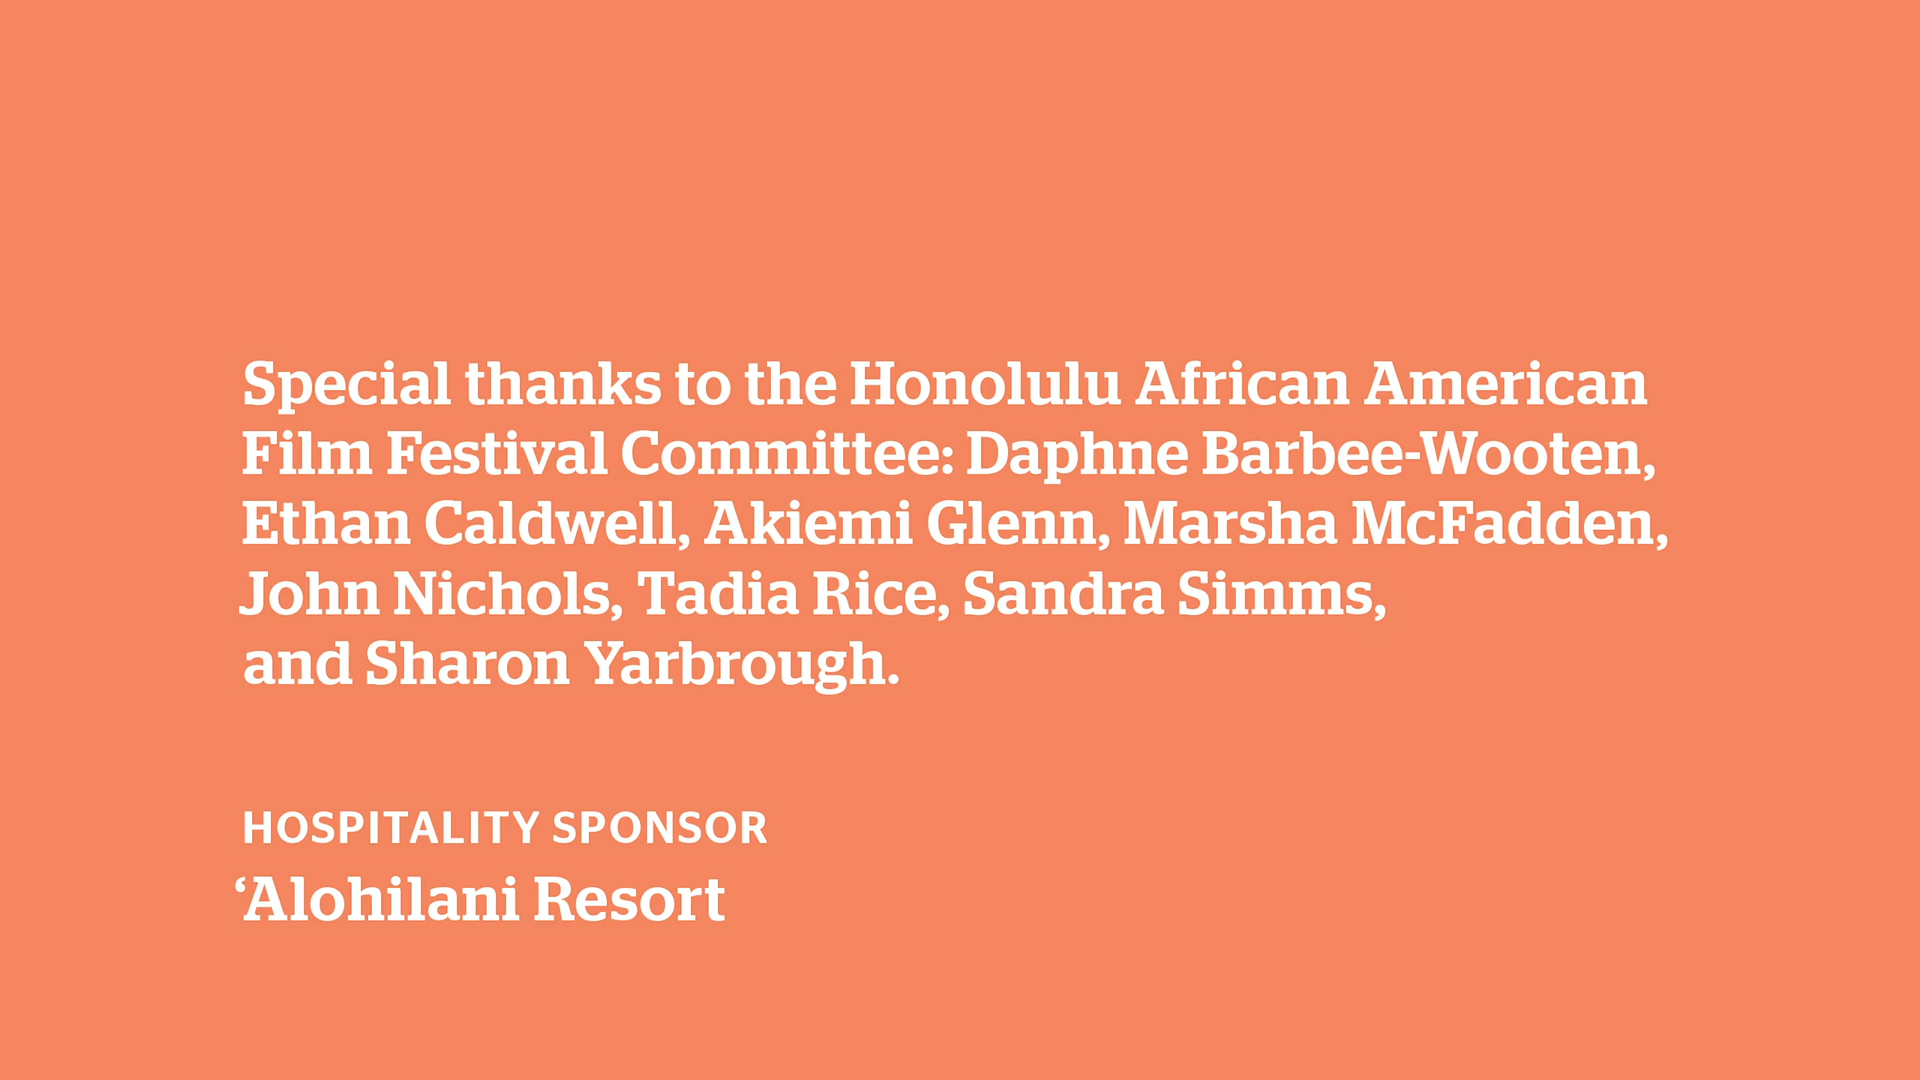 Special thanks to the Honolulu African American
Film Festival Committee: Daphne Barbee-Wooten,
Ethan Caldwell, Akiemi Glenn, Marsha McFadden,
John Nichols, Tadia Rice, Sandra Simms,
and Sharon Yarbrough.
HOSPITALITY SPONSOR
‘Alohilani Resort